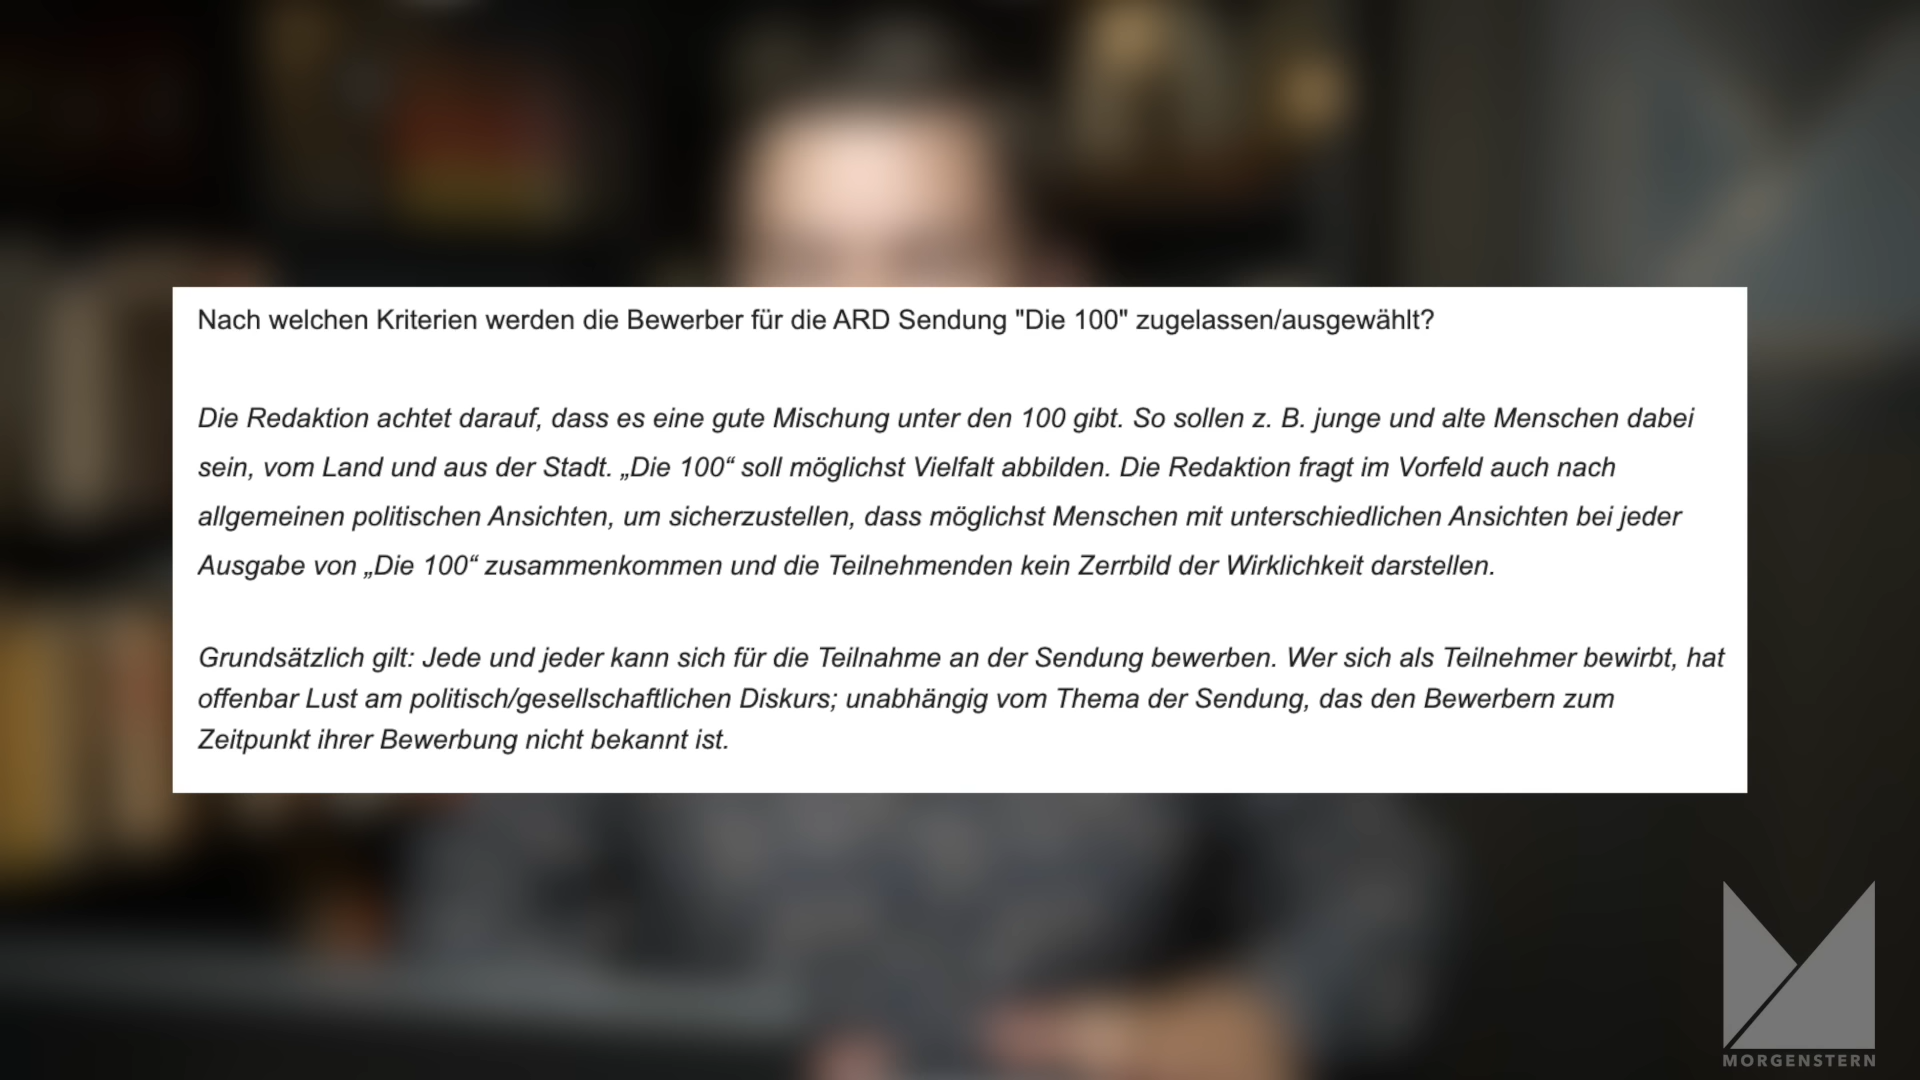 Nach welchen Kriterien werden die Bewerber für die ARD Sendung "Die 100" zugelassen/ausgewählt?
Die Redaktion achtet darauf, dass es eine gute Mischung unter den 100 gibt. So sollen z. B. junge und alte Menschen dabei
sein, vom Land und aus der Stadt. „Die 100“ soll möglichst Vielfalt abbilden. Die Redaktion fragt im Vorfeld auch nach
allgemeinen politischen Ansichten, um sicherzustellen, dass möglichst Menschen mit unterschiedlichen Ansichten bei jeder
Ausgabe von „Die 100“ zusammenkommen und die Teilnehmenden kein Zerrbild der Wirklichkeit darstellen.
Grundsätzlich gilt: Jede und jeder kann sich für die Teilnahme an der Sendung bewerben. Wer sich als Teilnehmer bewirbt, hat
offenbar Lust am politisch/gesellschaftlichen Diskurs; unabhängig vom Thema der Sendung, das den Bewerbern zum
Zeitpunkt ihrer Bewerbung nicht bekannt ist.
MORGENSTERN